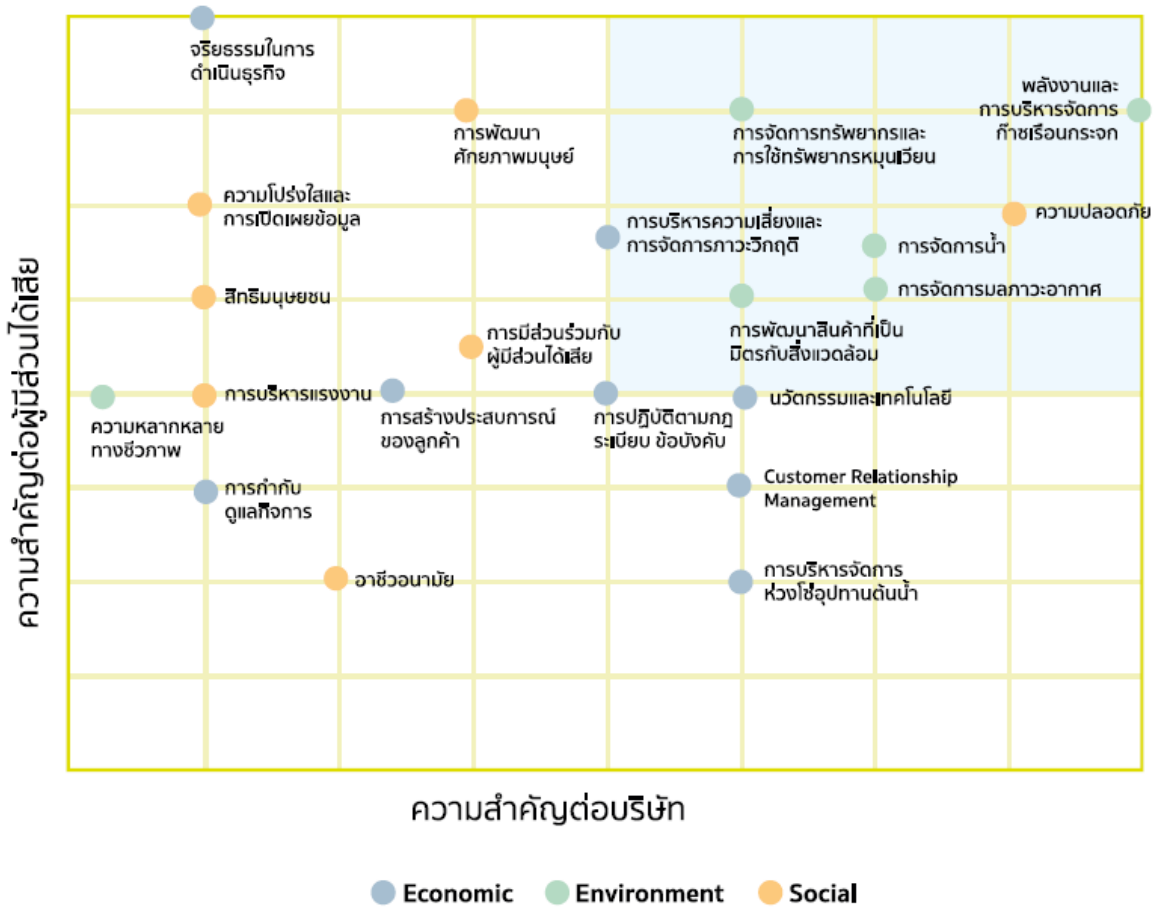 จริยธรรมในการ
ดำเนินธุรกิจ
การพัฒนา
ศักยภาพมนุษย์
การจัดการทรัพยากรและ
การใช้ทรัพยากรหมุนเวียน
พลังงานและ
การบริหารจัดการ
ก๊าซเรือนกระจก
ความโปร่งใสและ
การเปิดเผยข้อมูล
การบริหารความเสี่ยงและ
การจัดการภาวะวิกฤติ
ความปลอดภัย
การจัดการน้ำ
สิทธิมนุษยชน
การจัดการมลภาวะอากาศ
การมีส่วนร่วมกับ
ผู้มีส่วนได้เสีย
การพัฒนาสินค้าที่เป็น
มิตรกับสิ่งแวดล้อม
ความหลากหลาย
ทางชีวภาพ
การบริหารแรงงาน
การสร้างประสบการณ์
ของลูกค้า
การปฏิบัติตามกฎ
ระเบียบ ข้อบังคับ
นวัตกรรมและเทคโนโลยี
การกำกับ
ดูแลกิจการ
Customer Relationship
Management
อาชีวอนามัย
การบริหารจัดการ
ห่วงโซ่อุปทานต้นน้ำ
ความสำคัญต่อผู้มีส่วนได้เสีย
ความสำคัญต่อบริษัท
Economic Environment Social